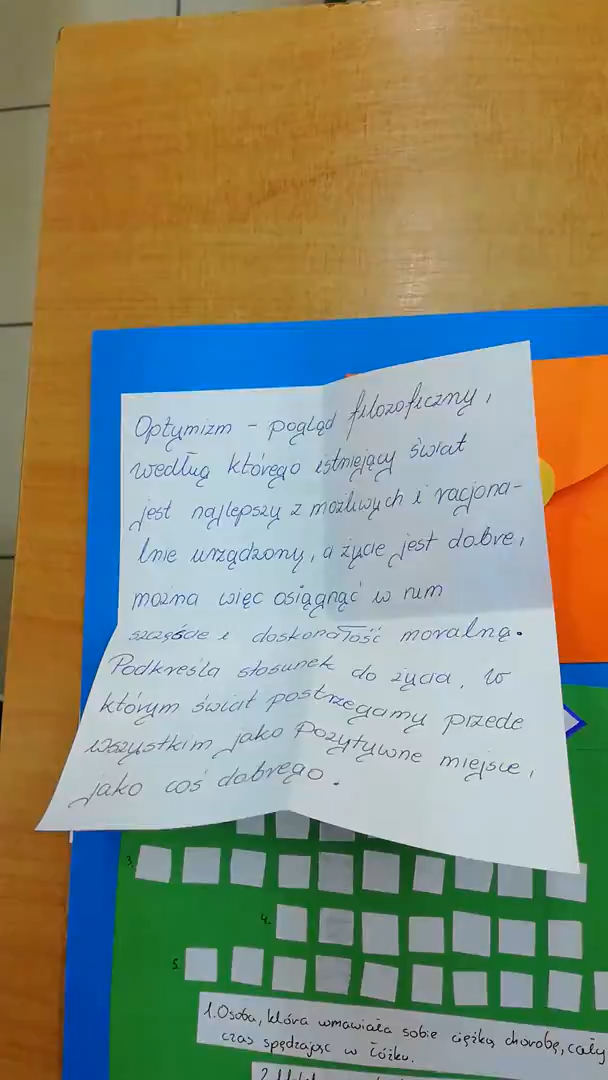 Optymizm - pogląd filozoficzny,
według którego istniejący świat
jest najlepszy z możliwych i racjona-
lnie urządzony, a życie jest dobre,
można więc osiągnąć w nim
szczęście i doskonałość moralną.
Podkreśla stosunek do życia, w
którym świat postrzegamy przede
wszystkim jako pozytywne miejsce,
jako coś dobrego.
3.
4.
5.
1. Osoba, która wmawiała sobie ciężką chorobę, cały
czas spędzając w łóżku.